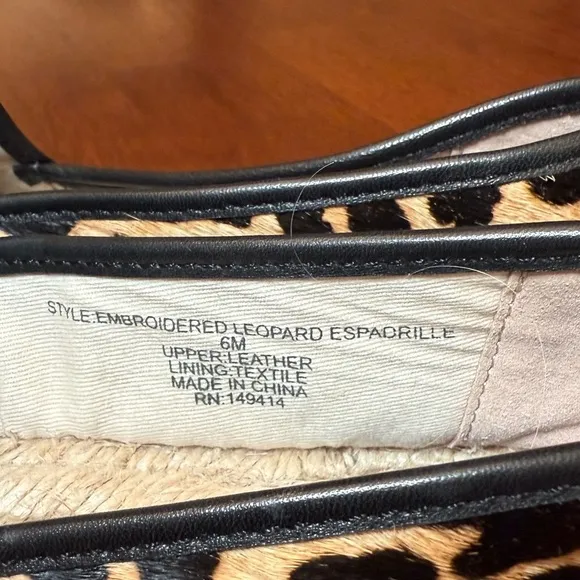 STYLE:EMBROIDERED LEOPARD ESPADRILLE
6M
UPPER:LEATHER
LINING:TEXTILE
MADE IN CHINA
RN:149414